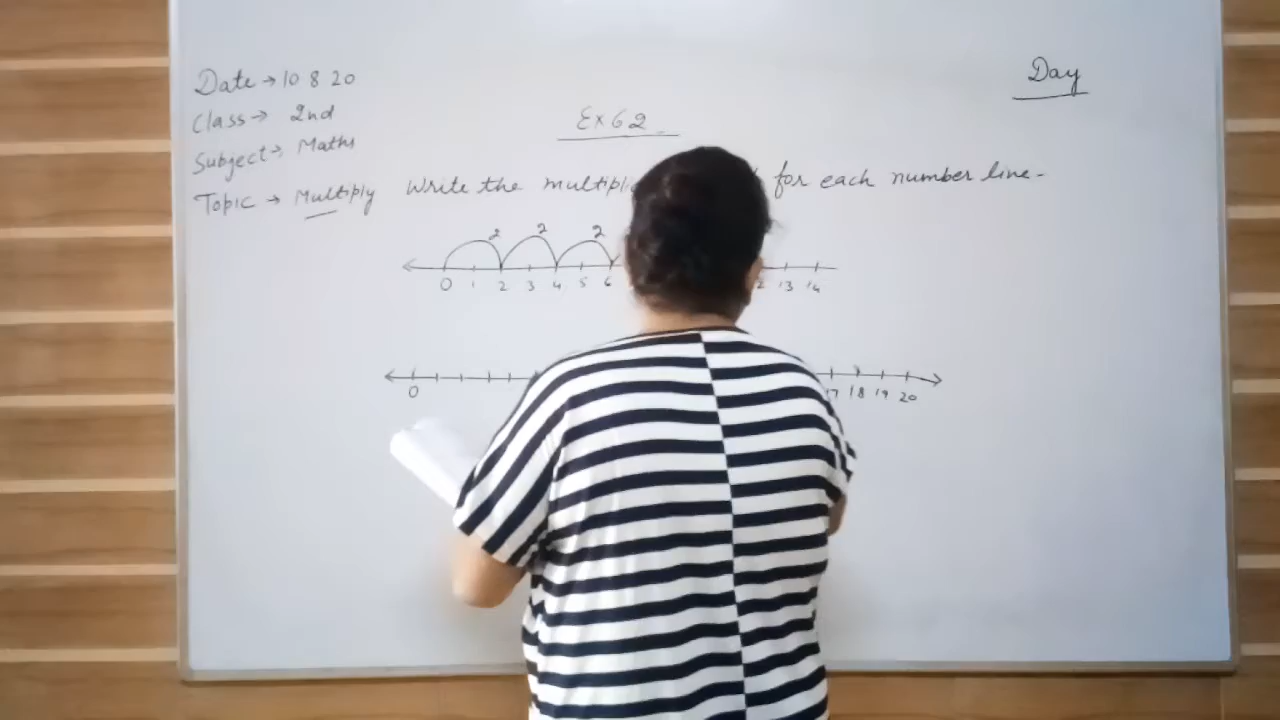 Date → 10 8 20
Day
Class → 2nd
Ex 6 2
Subject → Maths
Topic → Multiply
Write the for each number line.
2 2 2
0 1 2 3 4 5 6 13 14
0 18 19 20